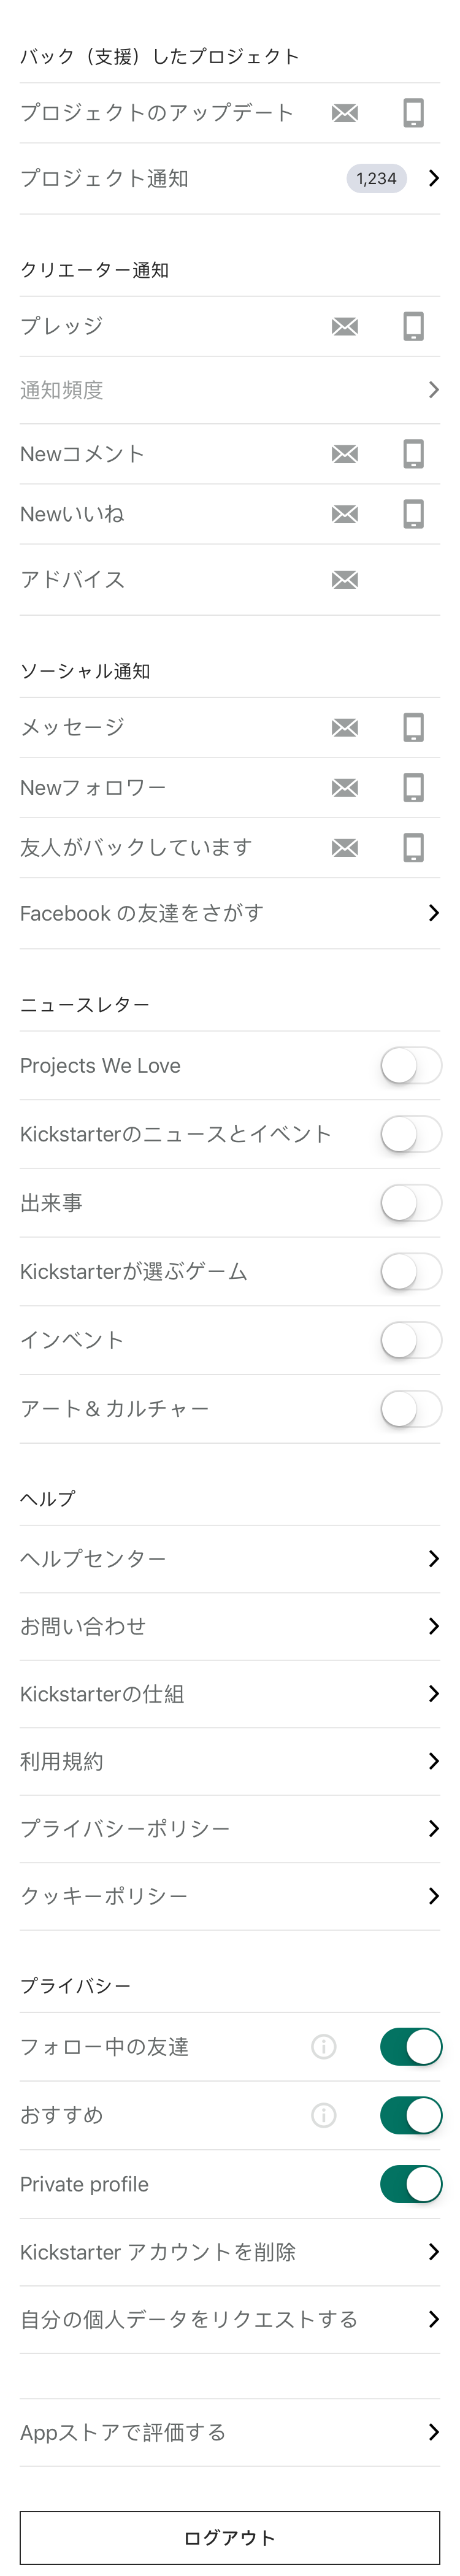 バック（支援）したプロジェクト
プロジェクトのアップデート
プロジェクト通知 1,234
クリエーター通知
プレッジ
通知頻度
Newコメント
Newいいね
アドバイス
ソーシャル通知
メッセージ
Newフォロワー
友人がバックしています
Facebook の友達をさがす
ニュースレター
Projects We Love
Kickstarterのニュースとイベント
出来事
Kickstarterが選ぶゲーム
インベント
アート & カルチャー
ヘルプ
ヘルプセンター
お問い合わせ
Kickstarterの仕組
利用規約
プライバシーポリシー
クッキーポリシー
プライバシー
フォロー中の友達
おすすめ
Private profile
Kickstarter アカウントを削除
自分の個人データをリクエストする
Appストアで評価する
ログアウト